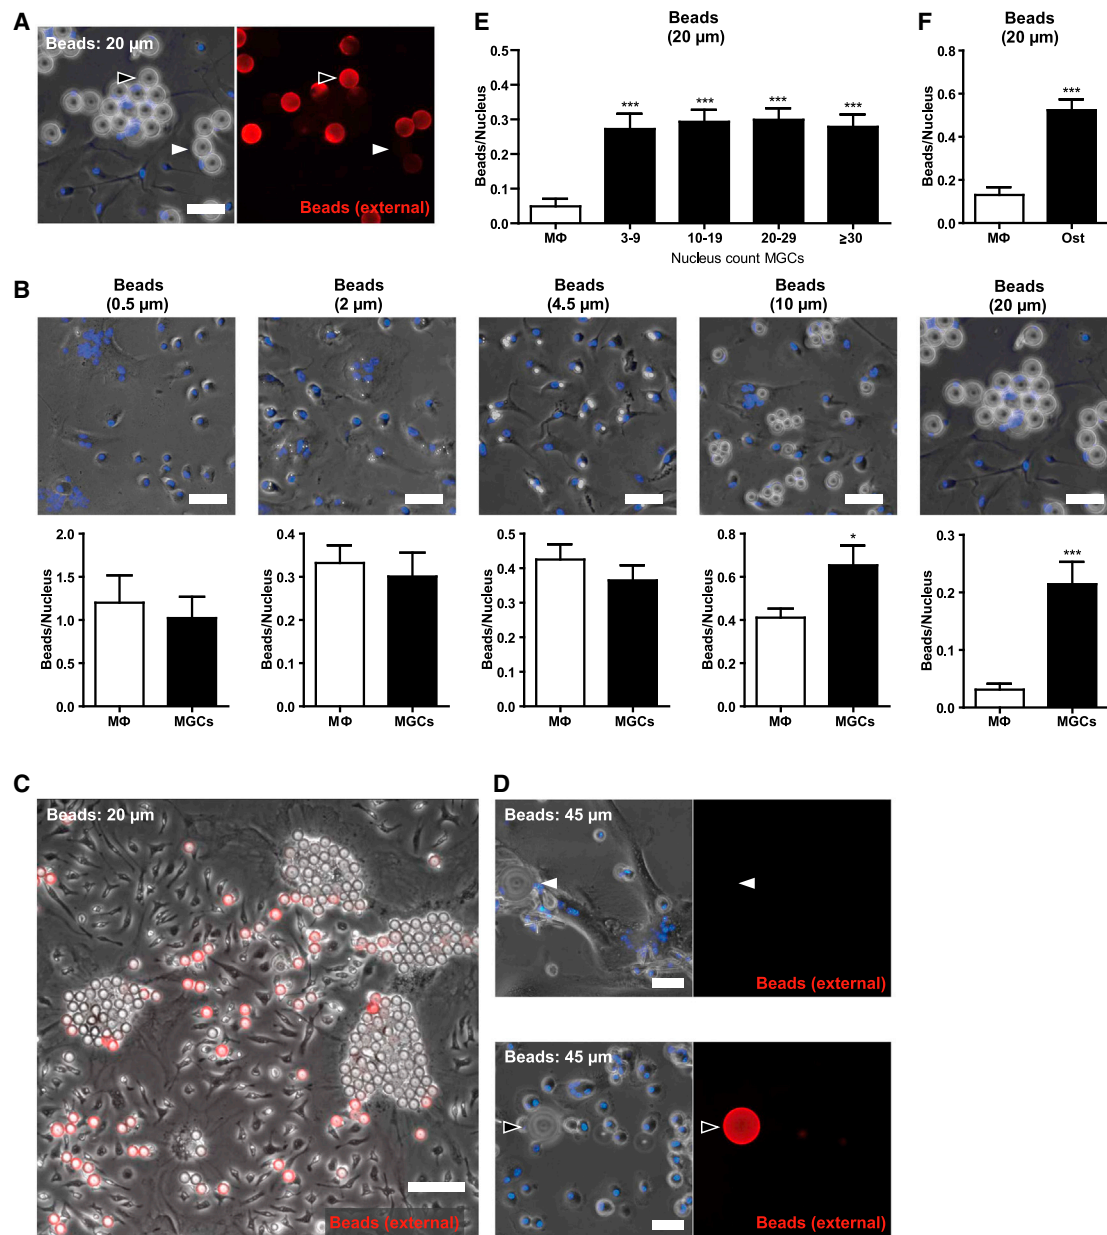 A
Beads: 20 µm
Beads (external)
E
Beads
(20 µm)
Beads/Nucleus
0.5
0.4
0.3
0.2
0.1
0.0
***
***
***
***
MΦ
3-9
10-19
20-29
≥30
Nucleus count MGCs
F
Beads
(20 µm)
Beads/Nucleus
0.8
0.6
0.4
0.2
0.0
***
MΦ
Ost
B
Beads
(0.5 µm)
Beads
(2 µm)
Beads
(4.5 µm)
Beads
(10 µm)
Beads
(20 µm)
Beads/Nucleus
2.0
1.5
1.0
0.5
0.0
MΦ
MGCs
Beads/Nucleus
0.4
0.3
0.2
0.1
0.0
MΦ
MGCs
Beads/Nucleus
0.5
0.4
0.3
0.2
0.1
0.0
MΦ
MGCs
Beads/Nucleus
0.8
0.6
0.4
0.2
0.0
*
MΦ
MGCs
Beads/Nucleus
0.3
0.2
0.1
0.0
***
MΦ
MGCs
C
Beads: 20 µm
Beads (external)
D
Beads: 45 µm
Beads (external)
Beads: 45 µm
Beads (external)